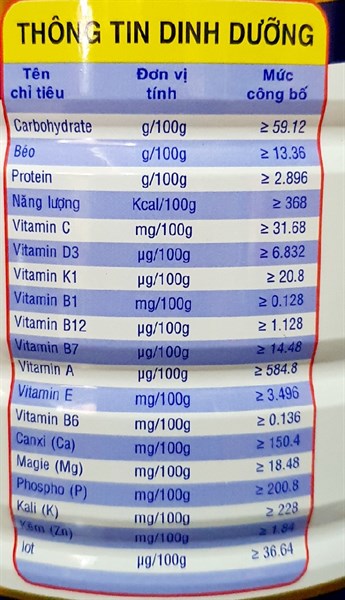 THÔNG TIN DINH DƯỠNG
Tên chỉ tiêu Đơn vị tính Mức công bố
Carbohydrate g/100g ≥ 59.12
Béo g/100g ≥ 13.36
Protein g/100g ≥ 2.896
Năng lượng Kcal/100g ≥ 368
Vitamin C mg/100g ≥ 31.68
Vitamin D3 µg/100g ≥ 6.832
Vitamin K1 µg/100g ≥ 20.8
Vitamin B1 mg/100g ≥ 0.128
Vitamin B12 µg/100g ≥ 1.128
Vitamin B7 µg/100g ≥ 14.48
Vitamin A µg/100g ≥ 584.8
Vitamin E mg/100g ≥ 3.496
Vitamin B6 mg/100g ≥ 0.136
Canxi (Ca) mg/100g ≥ 150.4
Magie (Mg) mg/100g ≥ 18.48
Phospho (P) mg/100g ≥ 200.8
Kali (K) mg/100g ≥ 228
Kẽm (Zn) mg/100g ≥ 1.84
Iot µg/100g ≥ 36.64